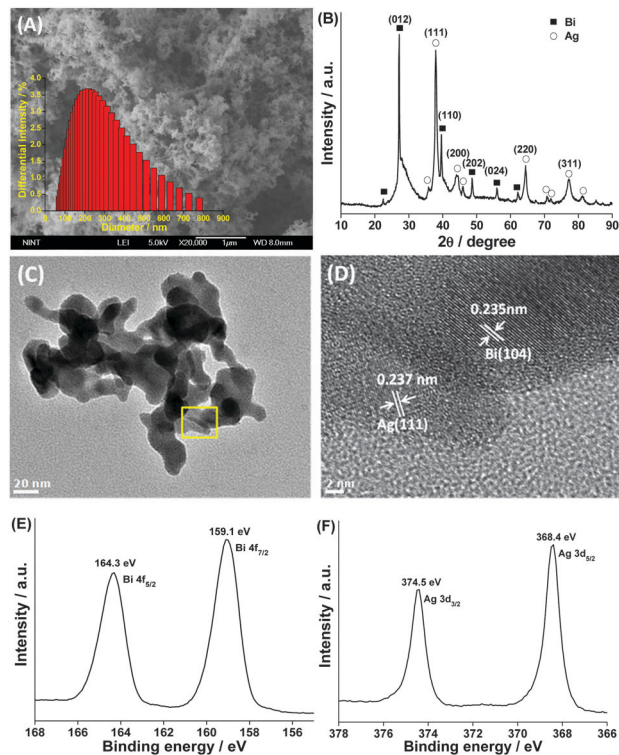 (A)
Differential intensity / %
4.0
3.5
3.0
2.5
2.0
1.5
1.0
0.5
0.0
0 100 200 300 400 500 600 700 800 900
Diameter / nm
NINT LEI 5.0kV X20,000 1μm WD 8.0mm
(B)
Intensity / a.u.
■ Bi
○ Ag
(012)
(111)
(110)
(200)
(202)
(024)
(220)
(311)
10 20 30 40 50 60 70 80 90
2θ / degree
(C)
20 nm
(D)
0.235nm
Bi(104)
0.237 nm
Ag(111)
2 nm
(E)
Intensity / a.u.
159.1 eV
Bi 4f7/2
164.3 eV
Bi 4f5/2
168 166 164 162 160 158 156
Binding energy / eV
(F)
Intensity / a.u.
368.4 eV
Ag 3d5/2
374.5 eV
Ag 3d3/2
378 376 374 372 370 368 366
Binding energy / eV